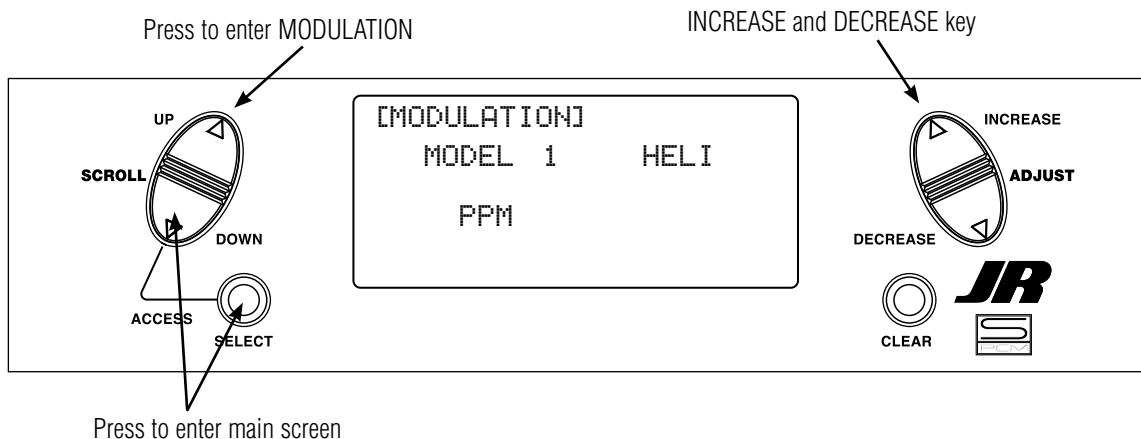 Press to enter MODULATION
INCREASE and DECREASE key
UP
SCROLL
DOWN
ACCESS
SELECT
[MODULATION]
MODEL 1 HELI
PPM
INCREASE
ADJUST
DECREASE
CLEAR
JR
S
PCM
Press to enter main screen